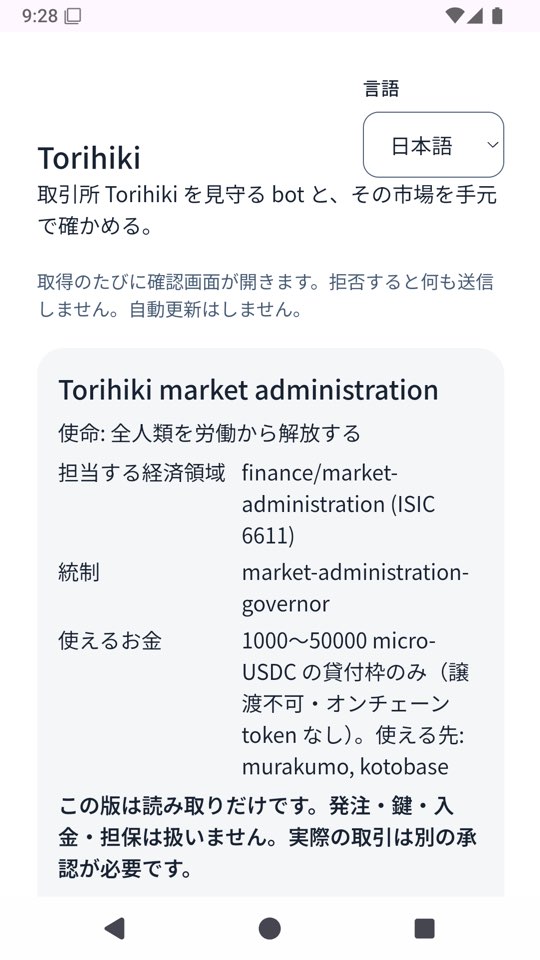 9:28
言語
日本語
Torihiki
取引所 Torihiki を見守る bot と、その市場を手元
で確かめる。
取得のたびに確認画面が開きます。拒否すると何も送信
しません。自動更新はしません。
Torihiki market administration
使命: 全人類を労働から解放する
担当する経済領域 finance/market-
administration (ISIC
6611)
統制 market-administration-
governor
使えるお金 1000〜50000 micro-
USDC の貸付枠のみ（譲
渡不可・オンチェーン
token なし）。使える先:
murakumo, kotobase
この版は読み取りだけです。発注・鍵・入
金・担保は扱いません。実際の取引は別の承
認が必要です。